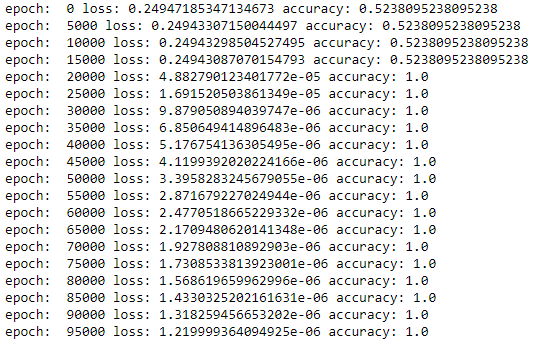 epoch:  0 loss: 0.24947185347134673 accuracy: 0.5238095238095238
epoch:  5000 loss: 0.24943307150044497 accuracy: 0.5238095238095238
epoch:  10000 loss: 0.24943298504527495 accuracy: 0.5238095238095238
epoch:  15000 loss: 0.24943087070154793 accuracy: 0.5238095238095238
epoch:  20000 loss: 4.882790123401772e-05 accuracy: 1.0
epoch:  25000 loss: 1.691520503861349e-05 accuracy: 1.0
epoch:  30000 loss: 9.879050894039747e-06 accuracy: 1.0
epoch:  35000 loss: 6.850649414896483e-06 accuracy: 1.0
epoch:  40000 loss: 5.176754136305495e-06 accuracy: 1.0
epoch:  45000 loss: 4.1199392020224166e-06 accuracy: 1.0
epoch:  50000 loss: 3.3958283245679055e-06 accuracy: 1.0
epoch:  55000 loss: 2.871679227024944e-06 accuracy: 1.0
epoch:  60000 loss: 2.4770518665229332e-06 accuracy: 1.0
epoch:  65000 loss: 2.1709480620141348e-06 accuracy: 1.0
epoch:  70000 loss: 1.927808810892903e-06 accuracy: 1.0
epoch:  75000 loss: 1.7308533813923001e-06 accuracy: 1.0
epoch:  80000 loss: 1.568619659962996e-06 accuracy: 1.0
epoch:  85000 loss: 1.4330325202161631e-06 accuracy: 1.0
epoch:  90000 loss: 1.318259456653202e-06 accuracy: 1.0
epoch:  95000 loss: 1.219999364094925e-06 accuracy: 1.0